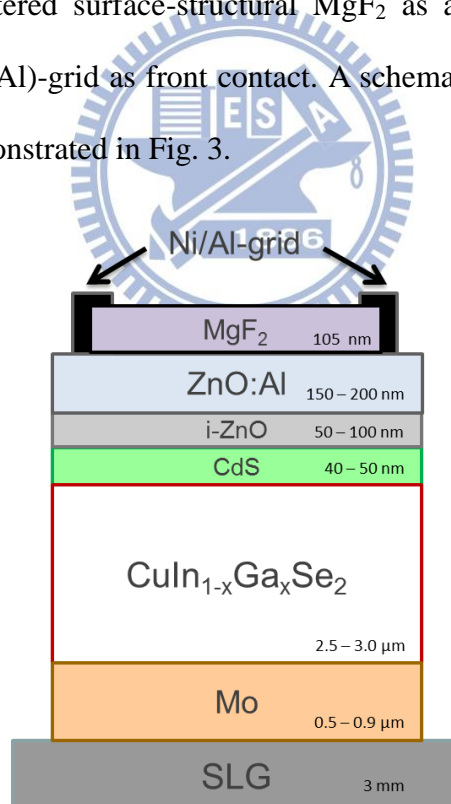 tered surface-structural MgF₂ as a
Al)-grid as front contact. A schema
onstrated in Fig. 3.
E S A
1896
Ni/Al-grid
MgF₂ 105 nm
ZnO:Al 150 – 200 nm
i-ZnO 50 – 100 nm
CdS 40 – 50 nm
CuIn₁₋ₓGaₓSe₂
2.5 – 3.0 µm
Mo 0.5 – 0.9 µm
SLG 3 mm